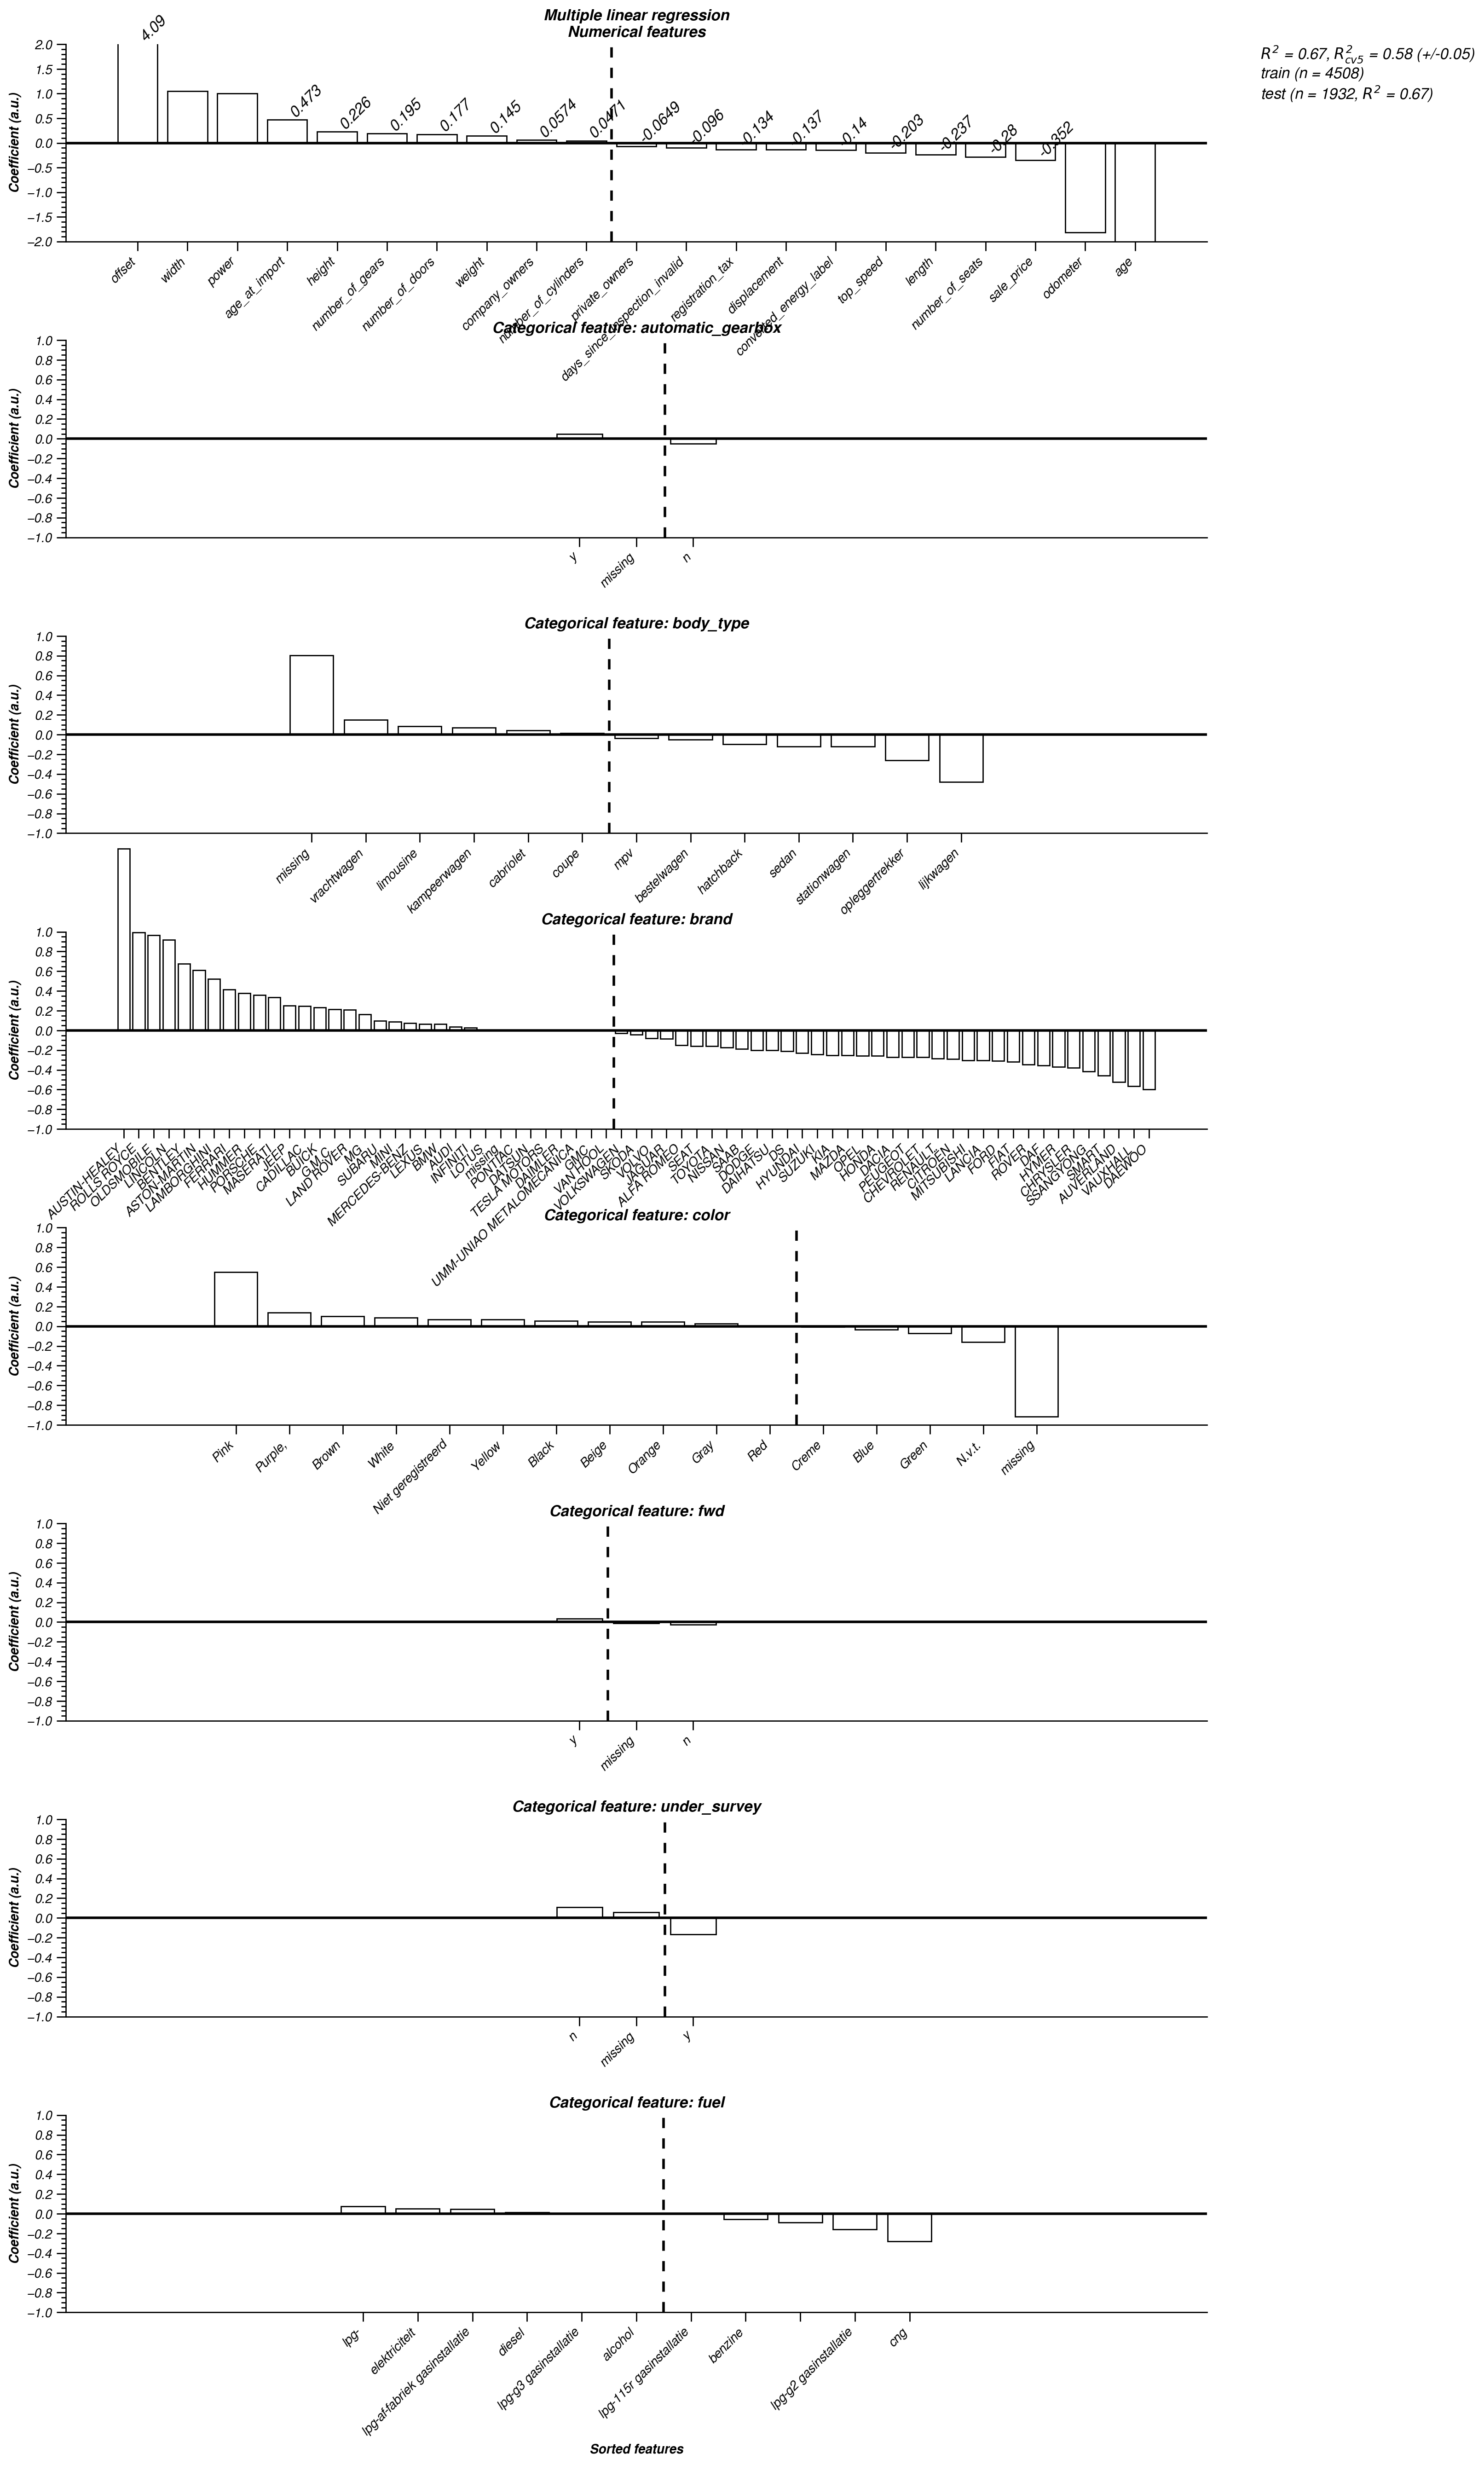 Multiple linear regression
Numerical features
R² = 0.67, R²cv5 = 0.58 (+/-0.05)
train (n = 4508)
test (n = 1932, R² = 0.67)
Coefficient (a.u.)
2.0
1.5
1.0
0.5
0.0
−0.5
−1.0
−1.5
−2.0
4.09
0.473
0.226
0.195
0.177
0.145
0.0574
0.0471
-0.0649
-0.096
-0.134
-0.137
-0.14
-0.203
-0.237
-0.28
-0.352
offset
width
power
age_at_import
height
number_of_gears
number_of_doors
weight
company_owners
number_of_cylinders
private_owners
days_since_inspection_invalid
registration_tax
displacement
converted_energy_label
top_speed
length
number_of_seats
sale_price
odometer
age
Categorical feature: automatic_gearbox
Coefficient (a.u.)
1.0
0.8
0.6
0.4
0.2
0.0
−0.2
−0.4
−0.6
−0.8
−1.0
y
missing
n
Categorical feature: body_type
Coefficient (a.u.)
1.0
0.8
0.6
0.4
0.2
0.0
−0.2
−0.4
−0.6
−0.8
−1.0
missing
vrachtwagen
limousine
kampeerwagen
cabriolet
coupe
mpv
bestelwagen
hatchback
sedan
stationwagen
opleggertrekker
lijkwagen
Categorical feature: brand
Coefficient (a.u.)
1.0
0.8
0.6
0.4
0.2
0.0
−0.2
−0.4
−0.6
−0.8
−1.0
AUSTIN-HEALEY
ROLLS ROYCE
OLDSMOBILE
LINCOLN
BENTLEY
ASTON-MARTIN
LAMBORGHINI
FERRARI
HUMMER
PORSCHE
MASERATI
JEEP
CADILLAC
BUICK
G.M.C.
LAND ROVER
MG
SUBARU
MINI
MERCEDES-BENZ
LEXUS
BMW
AUDI
INFINITI
LOTUS
missing
PONTIAC
DATSUN
TESLA MOTORS
DAIMLER
UMM-UNIAO METALOMECANICA
GMC
VAN HOOL
VOLKSWAGEN
SKODA
VOLVO
JAGUAR
ALFA ROMEO
SEAT
TOYOTA
NISSAN
SAAB
DODGE
DAIHATSU
DS
HYUNDAI
SUZUKI
KIA
MAZDA
OPEL
HONDA
DACIA
PEUGEOT
CHEVROLET
RENAULT
CITROEN
MITSUBISHI
LANCIA
FORD
FIAT
ROVER
DAF
HYMER
CHRYSLER
SSANGYONG
SMART
AUVERLAND
VAUXHALL
DAEWOO
Categorical feature: color
Coefficient (a.u.)
1.0
0.8
0.6
0.4
0.2
0.0
−0.2
−0.4
−0.6
−0.8
−1.0
Pink
Purple,
Brown
White
Niet geregistreerd
Yellow
Black
Beige
Orange
Gray
Red
Creme
Blue
Green
N.v.t.
missing
Categorical feature: fwd
Coefficient (a.u.)
1.0
0.8
0.6
0.4
0.2
0.0
−0.2
−0.4
−0.6
−0.8
−1.0
y
missing
n
Categorical feature: under_survey
Coefficient (a.u.)
1.0
0.8
0.6
0.4
0.2
0.0
−0.2
−0.4
−0.6
−0.8
−1.0
n
missing
y
Categorical feature: fuel
Coefficient (a.u.)
1.0
0.8
0.6
0.4
0.2
0.0
−0.2
−0.4
−0.6
−0.8
−1.0
lpg-
elektriciteit
lpg-af-fabriek gasinstallatie
diesel
lpg-g3 gasinstallatie
alcohol
lpg-115r gasinstallatie
benzine
lpg-g2 gasinstallatie
cng
Sorted features